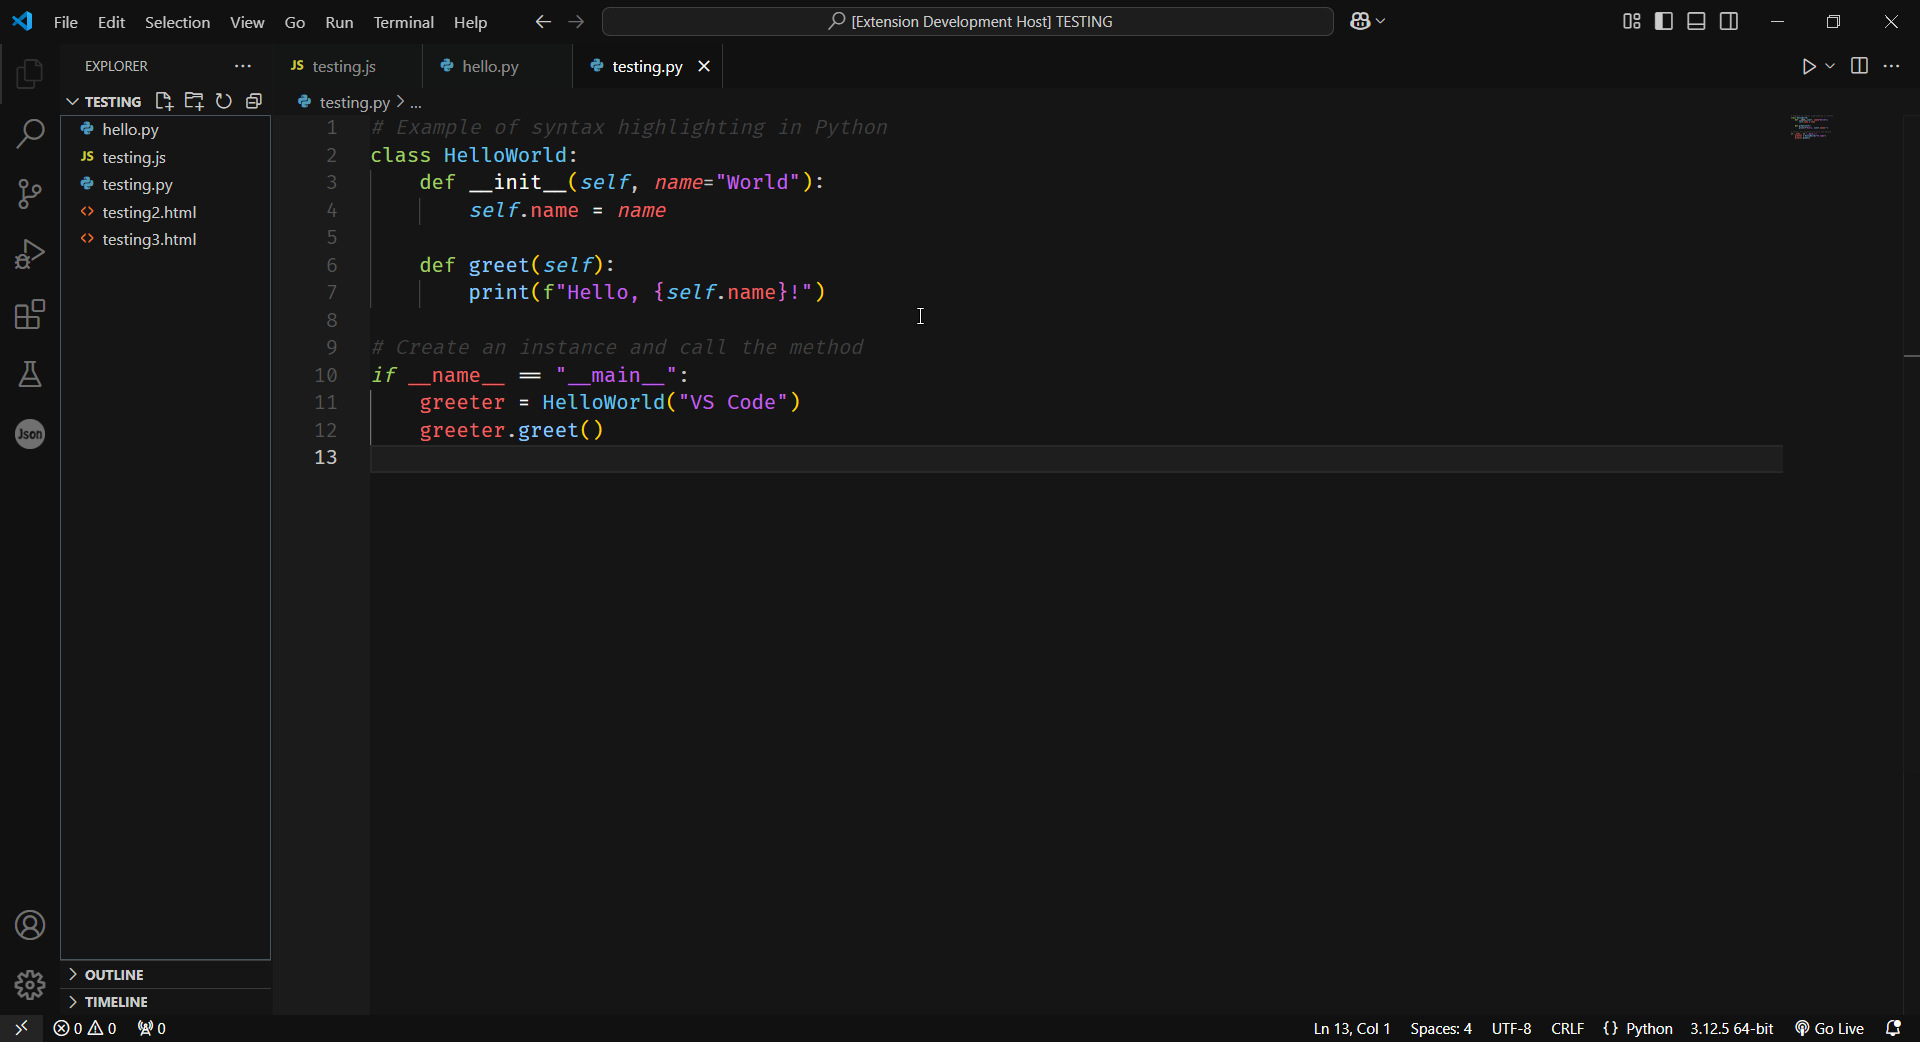 File Edit Selection View Go Run Terminal Help
[Extension Development Host] TESTING
EXPLORER
TESTING
hello.py
JS testing.js
testing.py
testing2.html
testing3.html
Json
OUTLINE
TIMELINE
JS testing.js hello.py testing.py
testing.py > ...
1 # Example of syntax highlighting in Python
2 class HelloWorld:
3 def __init__(self, name="World"):
4 self.name = name
5
6 def greet(self):
7 print(f"Hello, {self.name}!")
8
9 # Create an instance and call the method
10 if __name__ == "__main__":
11 greeter = HelloWorld("VS Code")
12 greeter.greet()
13
0 0 0 Ln 13, Col 1 Spaces: 4 UTF-8 CRLF {} Python 3.12.5 64-bit Go Live